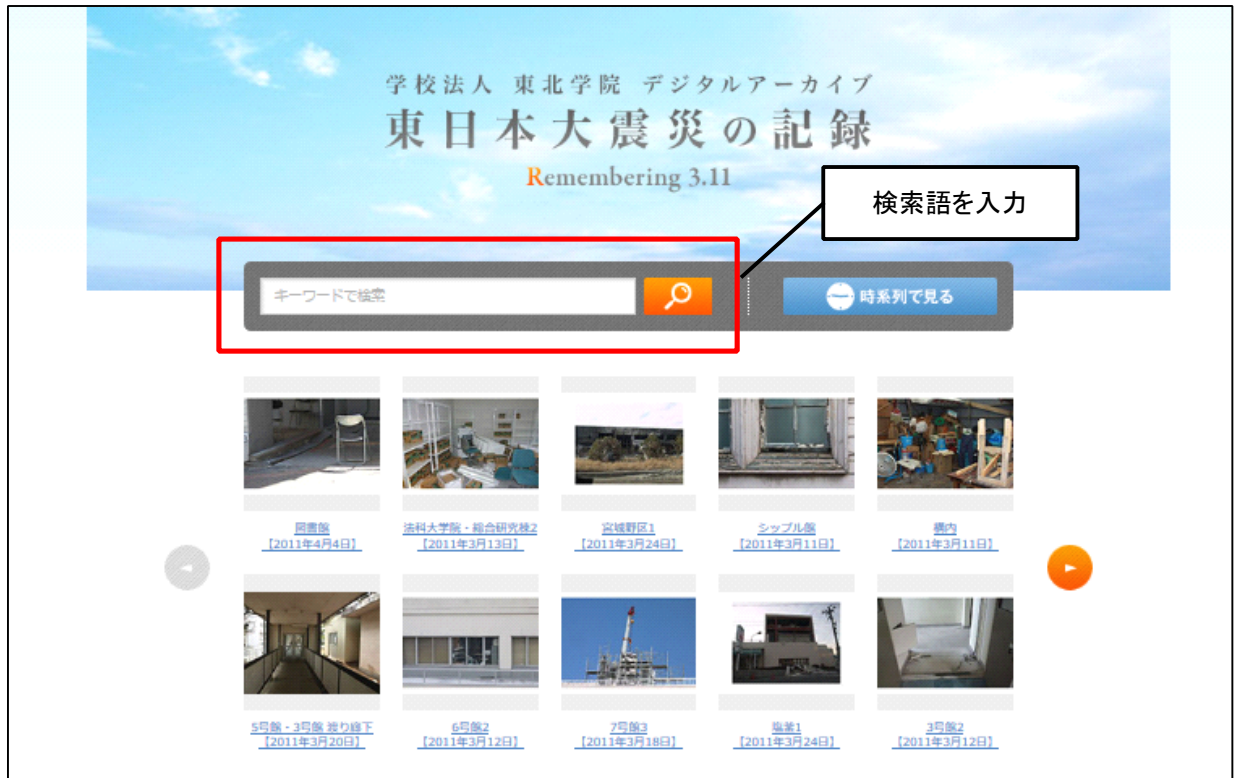 学校法人 東北学院 デジタルアーカイブ
東日本大震災の記録
Remembering 3.11
検索語を入力
キーワードで検索
時系列で見る
図書館
【2011年4月4日】
法科大学院・総合研究棟2
【2011年3月13日】
宮城野区1
【2011年3月24日】
シップル館
【2011年3月11日】
構内
【2011年3月11日】
5号館・3号館 渡り廊下
【2011年3月20日】
6号館2
【2011年3月12日】
7号館3
【2011年3月18日】
塩釜1
【2011年3月24日】
3号館2
【2011年3月12日】